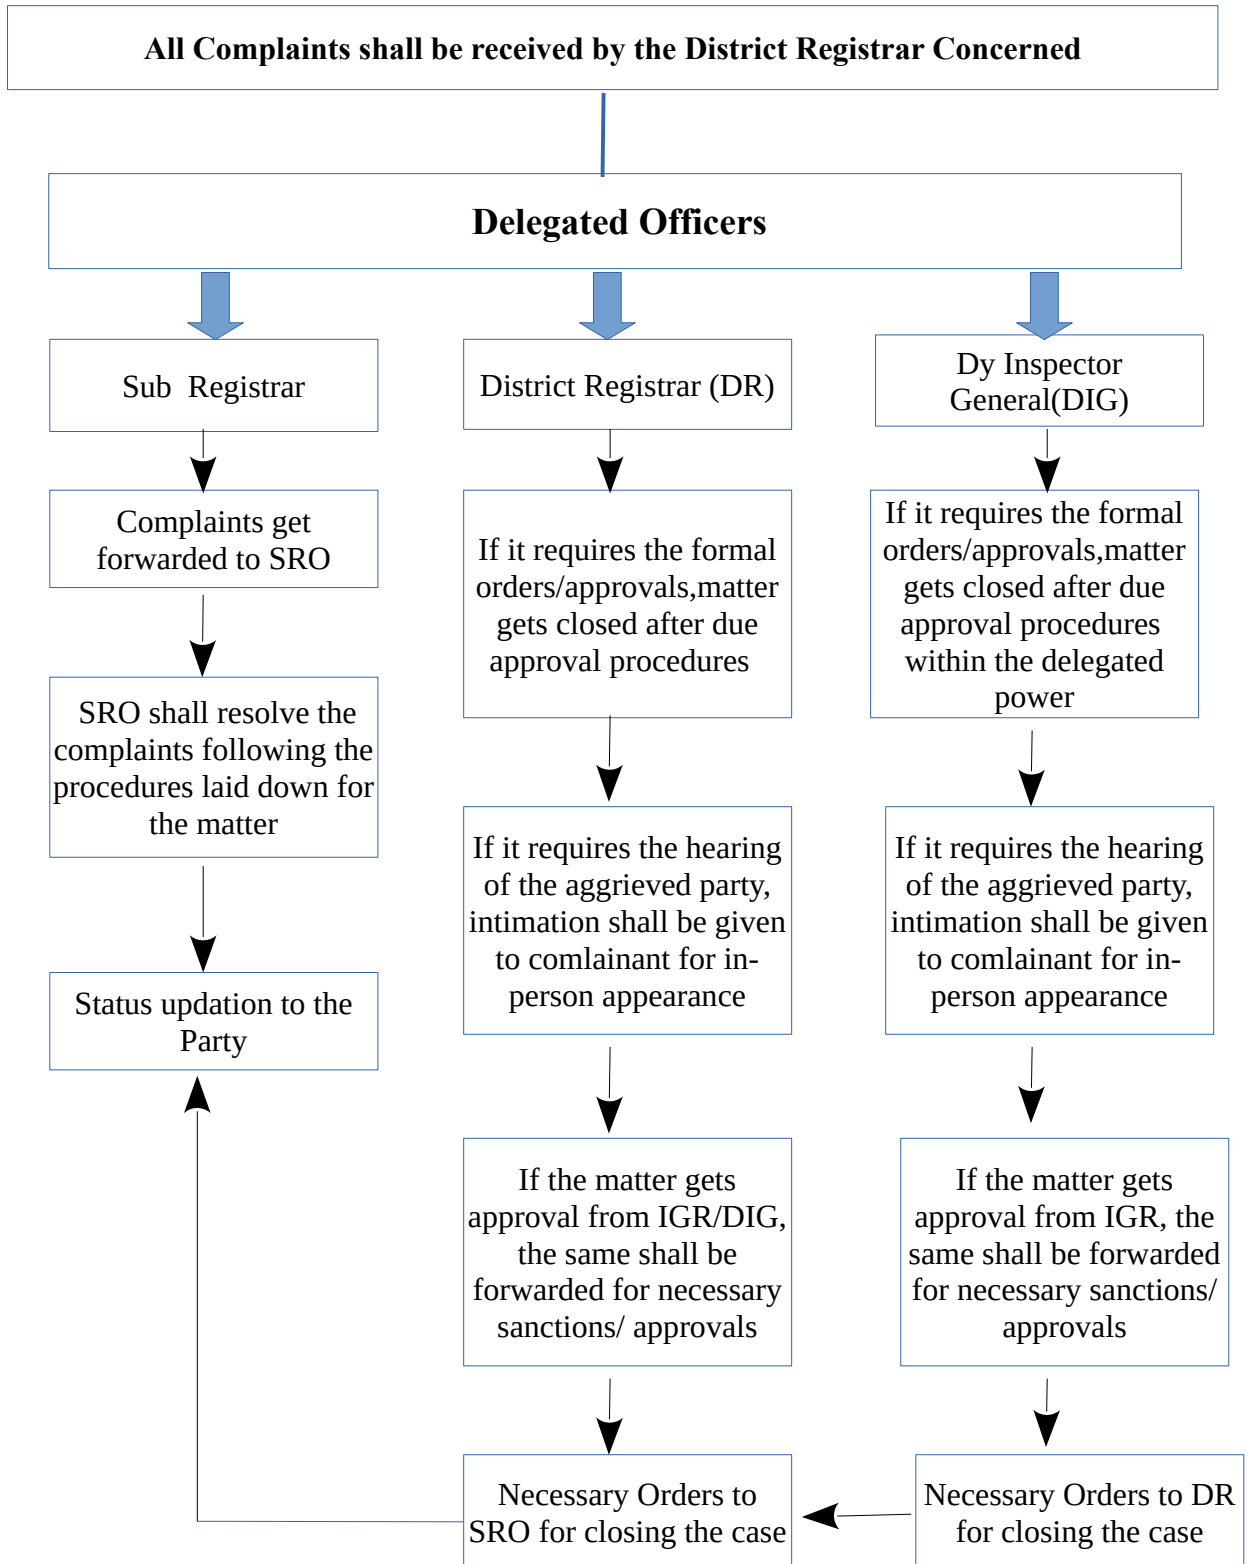 All Complaints shall be received by the District Registrar Concerned
Delegated Officers
Sub  Registrar
District Registrar (DR)
Dy Inspector
General(DIG)
Complaints get
forwarded to SRO
If it requires the formal
orders/approvals,matter
gets closed after due
approval procedures
If it requires the formal
orders/approvals,matter
gets closed after due
approval procedures
within the delegated
power
SRO shall resolve the
complaints following the
procedures laid down for
the matter
If it requires the hearing
of the aggrieved party,
intimation shall be given
to comlainant for in-
person appearance
If it requires the hearing
of the aggrieved party,
intimation shall be given
to comlainant for in-
person appearance
Status updation to the
Party
If the matter gets
approval from IGR/DIG,
the same shall be
forwarded for necessary
sanctions/ approvals
If the matter gets
approval from IGR, the
same shall be forwarded
for necessary sanctions/
approvals
Necessary Orders to
SRO for closing the case
Necessary Orders to DR
for closing the case